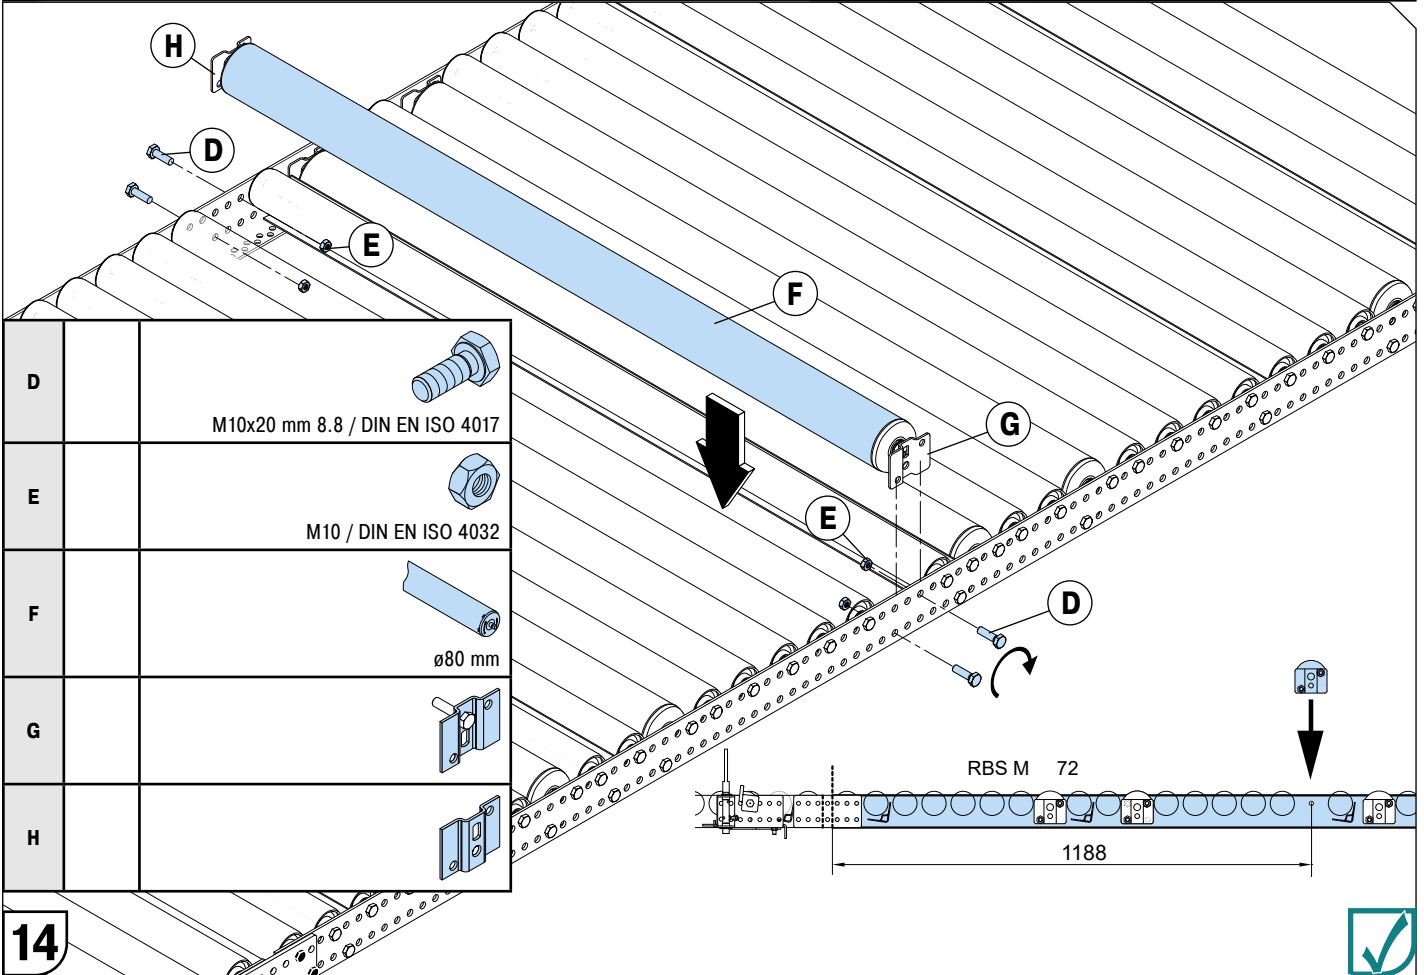 H
D
E
F
G
E
D
D
M10x20 mm 8.8 / DIN EN ISO 4017
E
M10 / DIN EN ISO 4032
F
ø80 mm
G
H
RBS M 72
1188
14